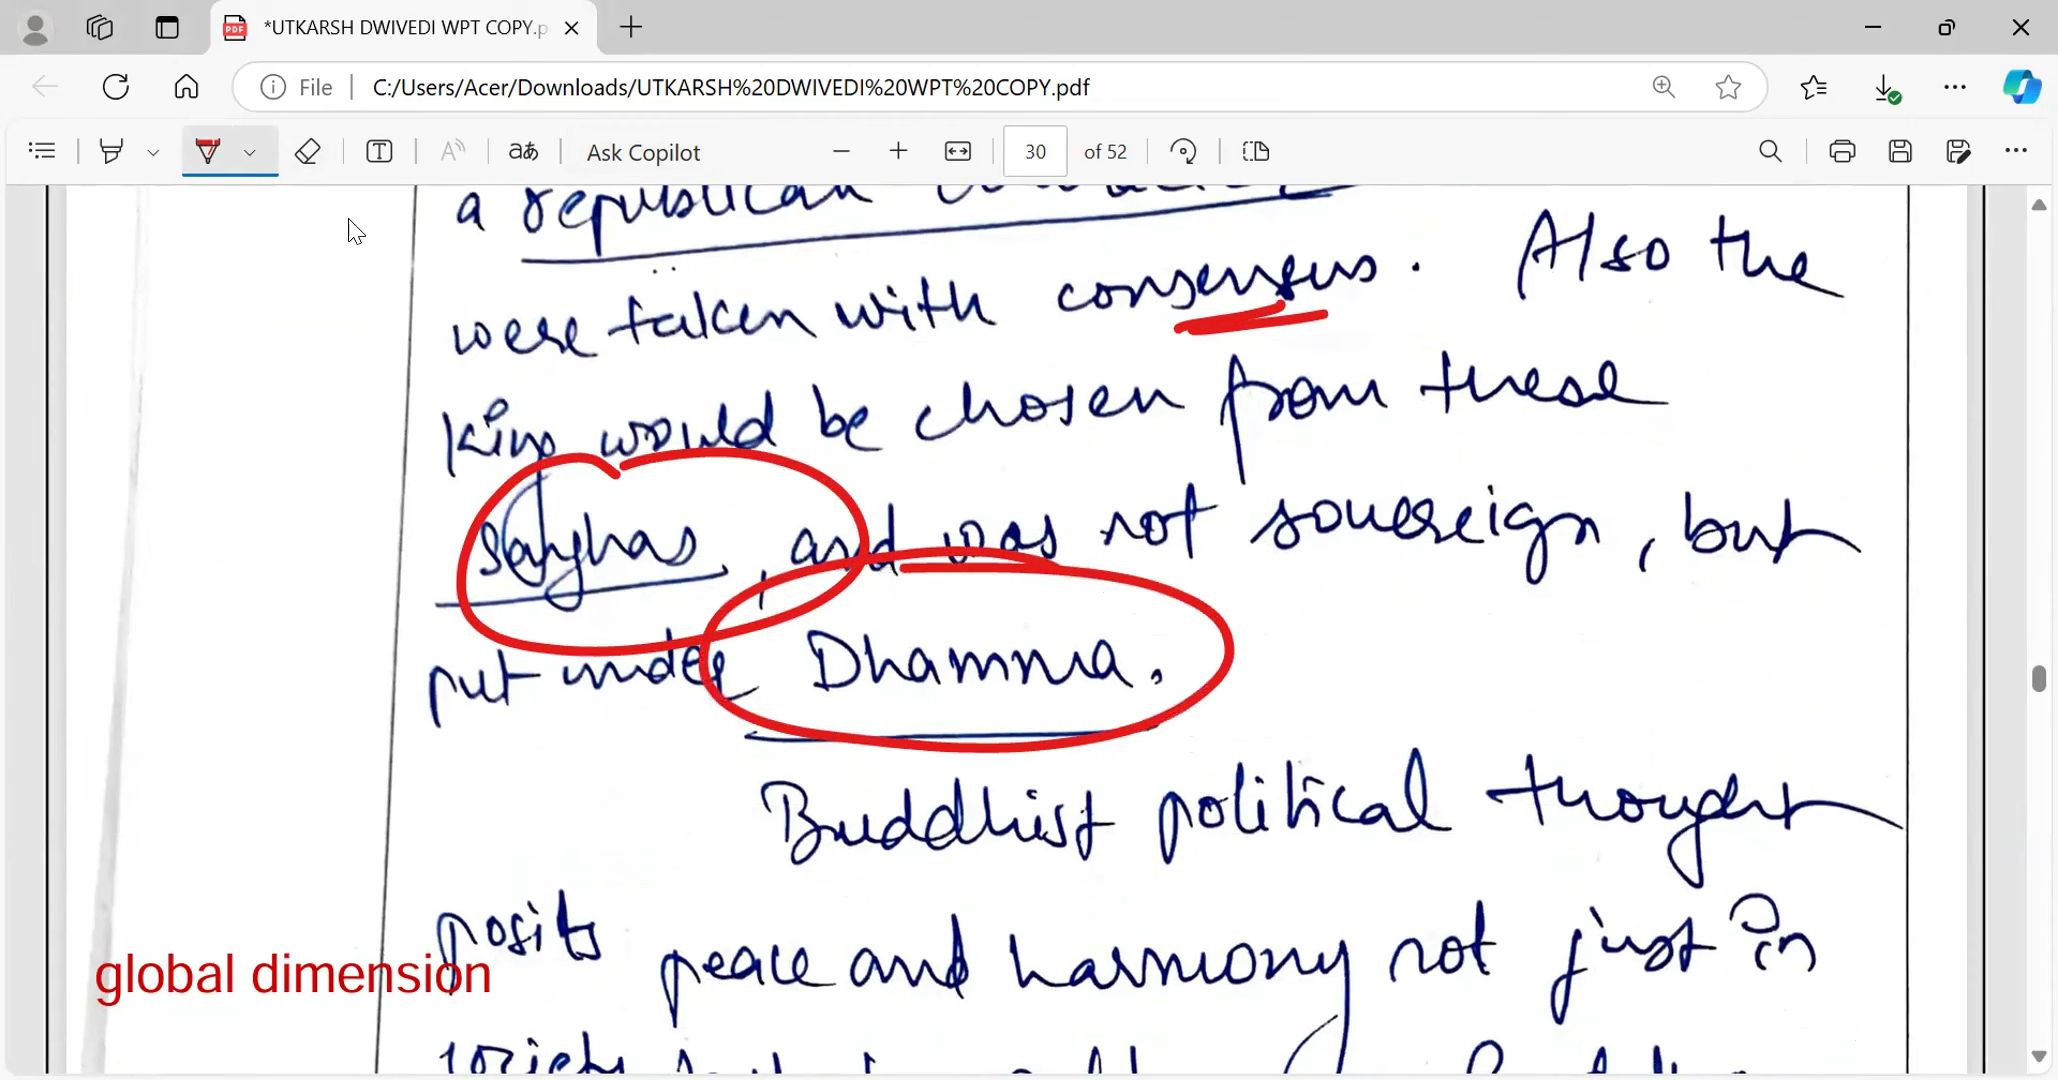 *UTKARSH DWIVEDI WPT COPY.p
File C:/Users/Acer/Downloads/UTKARSH%20DWIVEDI%20WPT%20COPY.pdf
Ask Copilot 30 of 52
a republican
were taken with consensus. Also the
King would be chosen from these
Sanghas, and was not sovereign, but
put under Dhamma.
Buddhist political thought
posits peace and harmony not just in
global dimension
society